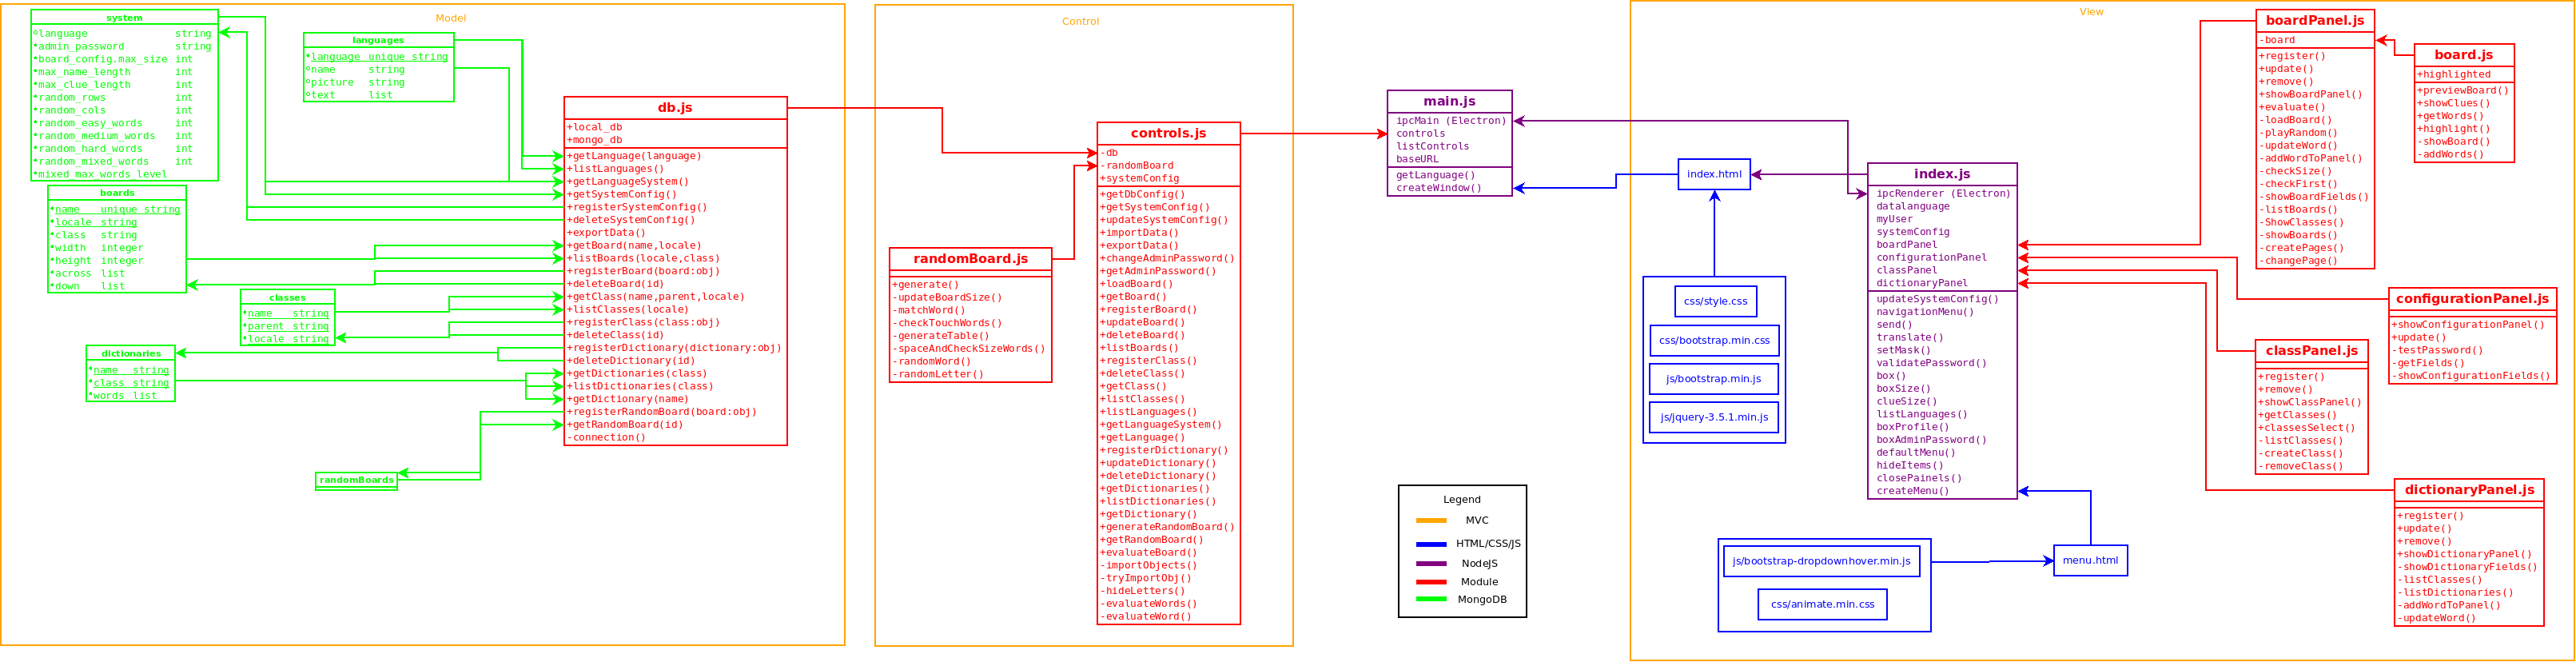 Model
system
language string
*admin_password string
*board_config.max_size int
*max_name_length int
*max_clue_length int
*random_rows int
*random_cols int
*random_easy_words int
*random_medium_words int
*random_hard_words int
*random_mixed_words int
*mixed_max_words_level
languages
*language unique string
name string
picture string
text list
boards
*name unique string
*locale string
*class string
*width integer
*height integer
*across list
*down list
classes
*name string
*parent string
*locale string
dictionaries
*name string
*class string
*words list
randomBoards
db.js
+local_db
+mongo_db
+getLanguage(language)
+listLanguages()
+getLanguageSystem()
+getSystemConfig()
+registerSystemConfig()
+deleteSystemConfig()
+exportData()
+getBoard(name,locale)
+listBoards(locale,class)
+registerBoard(board:obj)
+deleteBoard(id)
+getClass(name,parent,locale)
+listClasses(locale)
+registerClass(class:obj)
+deleteClass(id)
+registerDictionary(dictionary:obj)
+deleteDictionary(id)
+getDictionaries(class)
+listDictionaries(class)
+getDictionary(name)
+registerRandomBoard(board:obj)
+getRandomBoard(id)
-connection()
Control
randomBoard.js
+generate()
-updateBoardSize()
-matchWord()
-checkTouchWords()
-generateTable()
-spaceAndCheckSizeWords()
-randomWord()
-randomLetter()
controls.js
-db
-randomBoard
+systemConfig
+getDbConfig()
+getSystemConfig()
+updateSystemConfig()
+importData()
+exportData()
+changeAdminPassword()
+getAdminPassword()
+loadBoard()
+getBoard()
+registerBoard()
+updateBoard()
+deleteBoard()
+listBoards()
+registerClass()
+deleteClass()
+getClass()
+listClasses()
+listLanguages()
+getLanguageSystem()
+getLanguage()
+registerDictionary()
+updateDictionary()
+deleteDictionary()
+getDictionaries()
+listDictionaries()
+getDictionary()
+generateRandomBoard()
+getRandomBoard()
+evaluateBoard()
-importObjects()
-tryImportObj()
-hideLetters()
-evaluateWords()
-evaluateWord()
main.js
ipcMain (Electron)
controls
listControls
baseURL
getLanguage()
createWindow()
Legend
MVC
HTML/CSS/JS
NodeJS
Module
MongoDB
View
index.html
css/style.css
css/bootstrap.min.css
js/bootstrap.min.js
js/jquery-3.5.1.min.js
index.js
ipcRenderer (Electron)
datalanguage
myUser
systemConfig
boardPanel
configurationPanel
classPanel
dictionaryPanel
updateSystemConfig()
navigationMenu()
send()
translate()
setMask()
validatePassword()
box()
boxSize()
clueSize()
listLanguages()
boxProfile()
boxAdminPassword()
defaultMenu()
hideItems()
closePainels()
createMenu()
js/bootstrap-dropdownhover.min.js
css/animate.min.css
menu.html
boardPanel.js
-board
+register()
+update()
+remove()
+showBoardPanel()
+evaluate()
-loadBoard()
-playRandom()
-updateWord()
-addWordToPanel()
-checkSize()
-checkFirst()
-showBoardFields()
-listBoards()
-ShowClasses()
-showBoards()
-createPages()
-changePage()
board.js
+highlighted
+previewBoard()
+showClues()
+getWords()
+highlight()
-showBoard()
-addWords()
configurationPanel.js
+showConfigurationPanel()
+update()
-testPassword()
-getFields()
-showConfigurationFields()
classPanel.js
+register()
+remove()
+showClassPanel()
+getClasses()
+classesSelect()
-listClasses()
-createClass()
-removeClass()
dictionaryPanel.js
+register()
+update()
+remove()
+showDictionaryPanel()
-showDictionaryFields()
-listClasses()
-listDictionaries()
-addWordToPanel()
-updateWord()